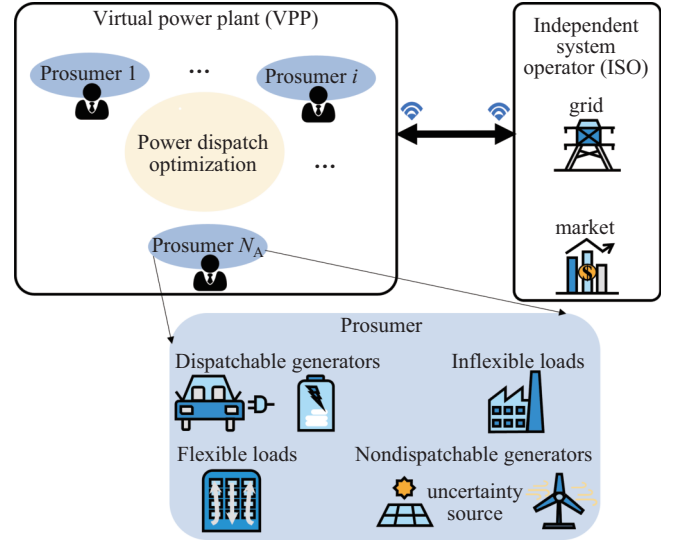 Virtual power plant (VPP)
Prosumer 1
...
Prosumer i
Power dispatch
optimization
...
Prosumer N_A
Independent
system
operator (ISO)
grid
market
$
Prosumer
Dispatchable generators
Inflexible loads
Flexible loads
Nondispatchable generators
uncertainty
source